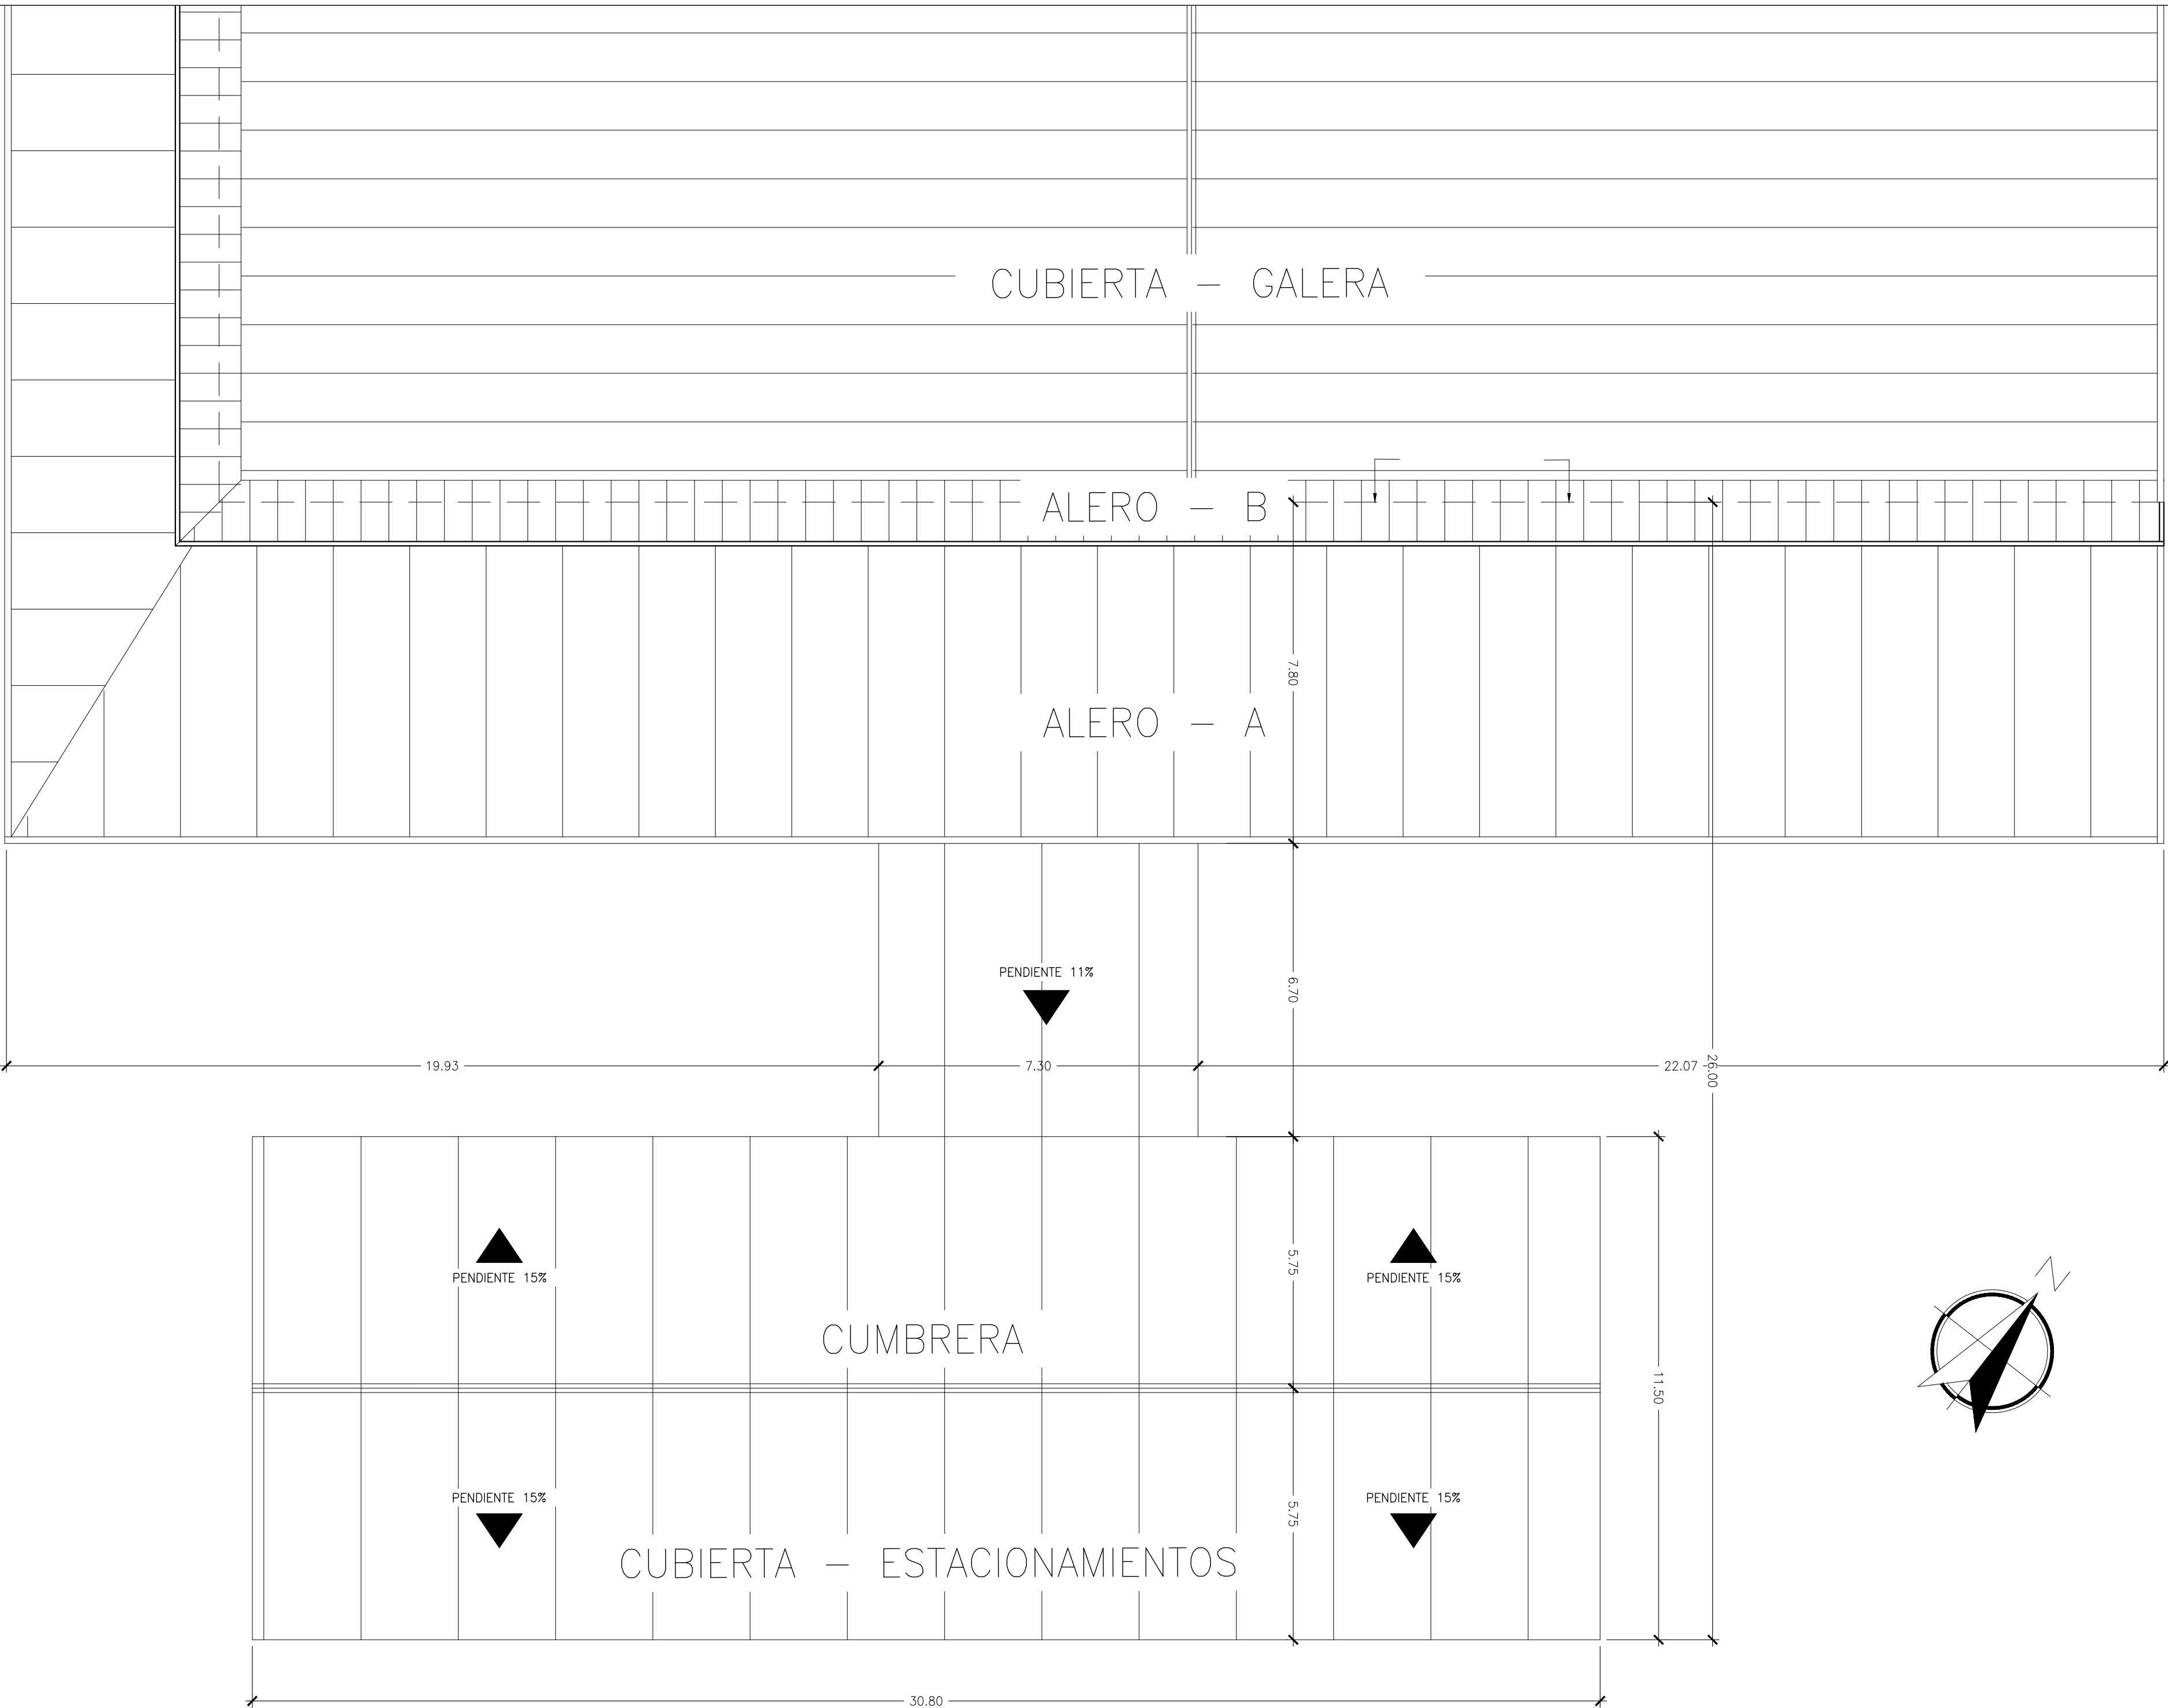 CUBIERTA - GALERA
ALERO - B
7.80
ALERO - A
PENDIENTE 11%
6.70
19.93
7.30
22.07
26.00
5.75
PENDIENTE 15%
PENDIENTE 15%
N
CUMBRERA
11.50
PENDIENTE 15%
PENDIENTE 15%
5.75
CUBIERTA - ESTACIONAMIENTOS
30.80